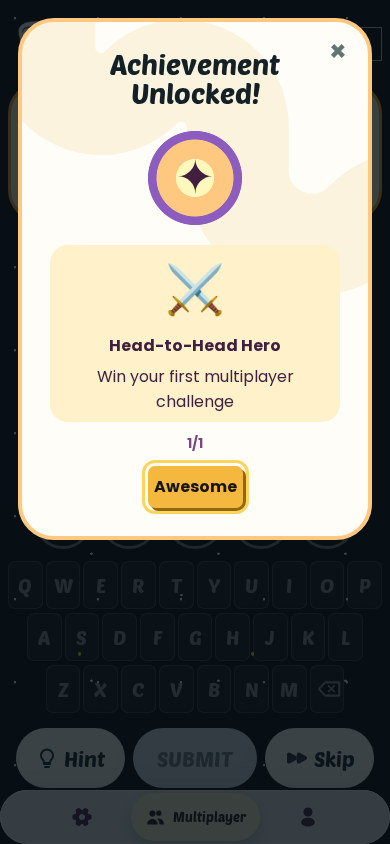 Achievement
Unlocked!
Head-to-Head Hero
Win your first multiplayer
challenge
1/1
Awesome
Q W E R T Y U I O P
A S D F G H J K L
Z X C V B N M
Hint SUBMIT Skip
Multiplayer